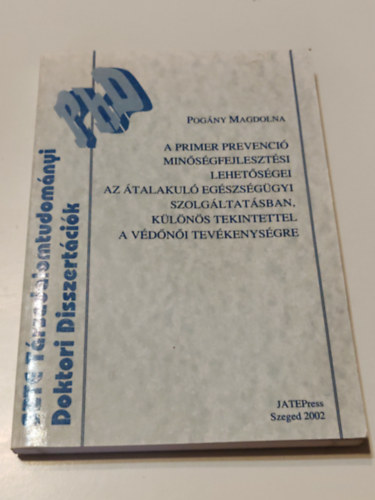 PhD
POGÁNY MAGDOLNA
A PRIMER PREVENCIÓ
MINŐSÉGFEJLESZTÉSI
LEHETŐSÉGEI
AZ ÁTALAKULÓ EGÉSZSÉGÜGYI
SZOLGÁLTATÁSBAN,
KÜLÖNÖS TEKINTETTEL
A VÉDŐNŐI TEVÉKENYSÉGRE
Társadalomtudományi
Doktori Disszertációk
JATEPress
Szeged 2002